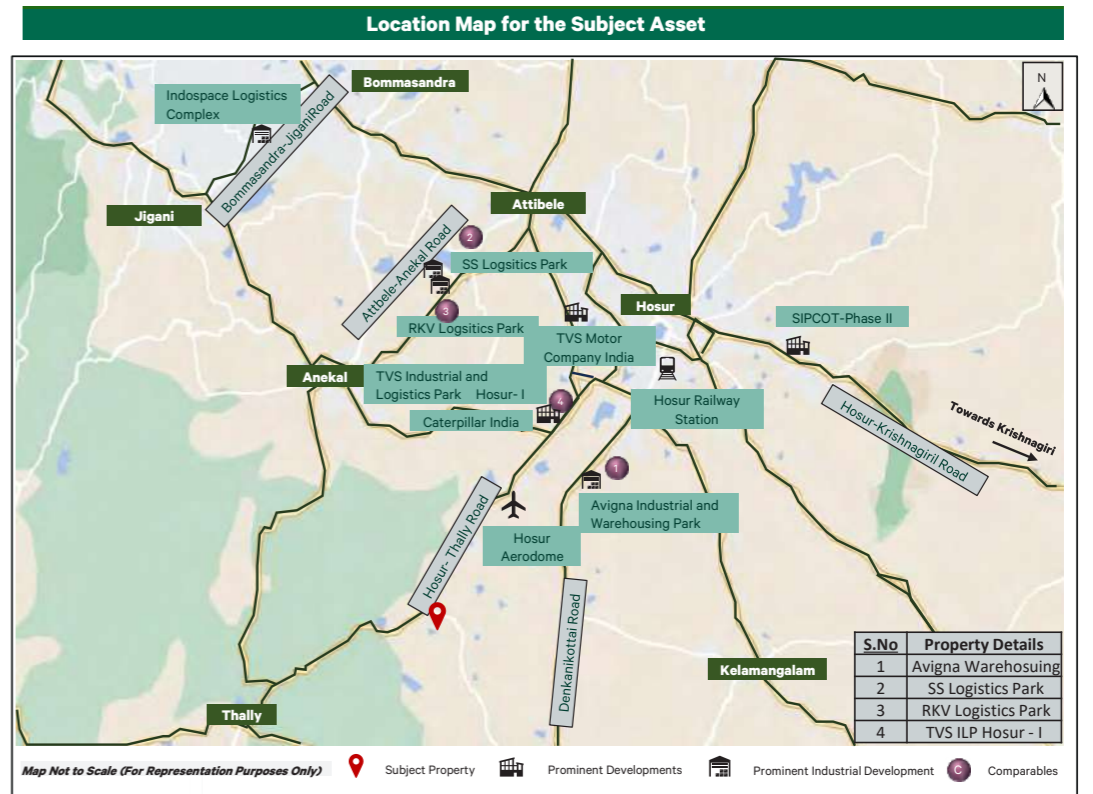 Location Map for the Subject Asset
N
Bommasandra
Indospace Logistics
Complex
Bommasandra-JiganiRoad
Jigani
Attibele
Attbele-Anekal Road
2
SS Logsitics Park
3
RKV Logsitics Park
Hosur
SIPCOT-Phase II
TVS Motor
Company India
Anekal
TVS Industrial and
Logistics Park Hosur- I
4
Caterpillar India
Hosur Railway
Station
Hosur-Krishnagiril Road
Towards Krishnagiri
1
Avigna Industrial and
Warehousing Park
Hosur
Aerodome
Hosur- Thally Road
Denkanikottai Road
Kelamangalam
Thally
S.No Property Details
1 Avigna Warehosuing
2 SS Logistics Park
3 RKV Logistics Park
4 TVS ILP Hosur - I
Map Not to Scale (For Representation Purposes Only)
Subject Property
Prominent Developments
Prominent Industrial Development
C
Comparables